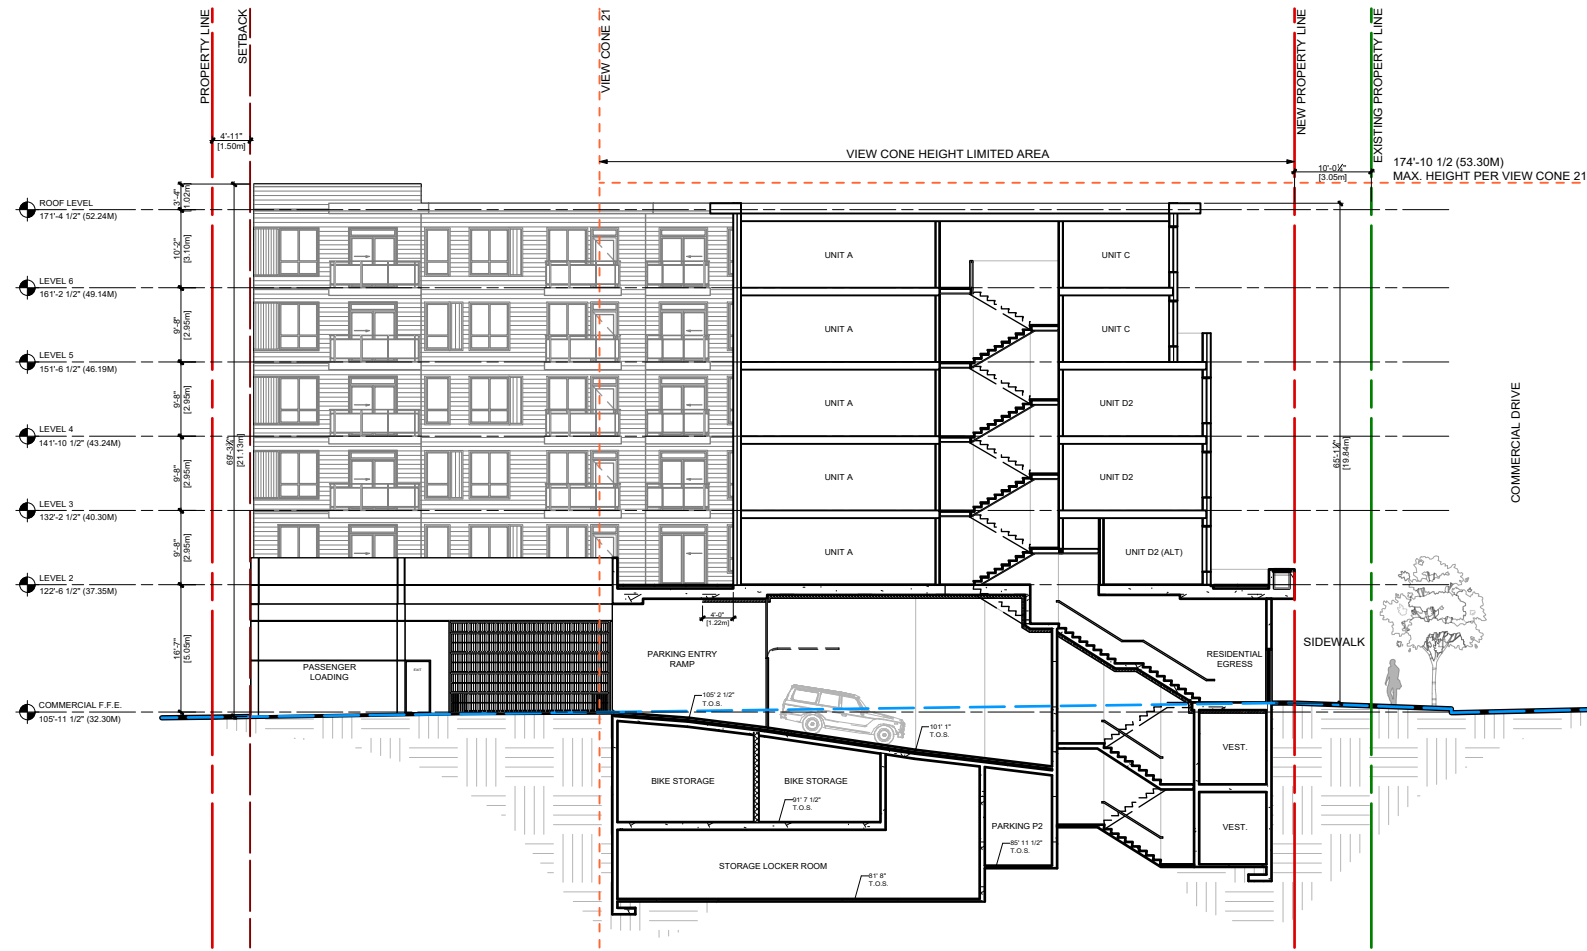 PROPERTY LINE
SETBACK
VIEW CONE 21
NEW PROPERTY LINE
EXISTING PROPERTY LINE
4'-11"
[1.50m]
VIEW CONE HEIGHT LIMITED AREA
10'-0¼"
[3.05m]
174'-10 1/2 (53.30M)
MAX. HEIGHT PER VIEW CONE 21
ROOF LEVEL
171'-4 1/2" (52.24M)
3'-4"
[1.02m]
10'-2"
[3.10m]
UNIT A
UNIT C
LEVEL 6
161'-2 1/2" (49.14M)
9'-8"
[2.95m]
UNIT A
UNIT C
LEVEL 5
151'-6 1/2" (46.19M)
9'-8"
[2.95m]
UNIT A
UNIT D2
LEVEL 4
141'-10 1/2" (43.24M)
[21.13m]
[19.84m]
COMMERCIAL DRIVE
9'-8"
[2.95m]
UNIT A
UNIT D2
LEVEL 3
132'-2 1/2" (40.30M)
9'-8"
[2.95m]
UNIT A
UNIT D2 (ALT)
LEVEL 2
122'-6 1/2" (37.35M)
4'-0"
[1.22m]
16'-7"
[5.05m]
PASSENGER
LOADING
EXIT
PARKING ENTRY
RAMP
RESIDENTIAL
EGRESS
SIDEWALK
COMMERCIAL F.F.E.
105'-11 1/2" (32.30M)
105' 2 1/2"
T.O.S.
101' 1"
T.O.S.
VEST.
BIKE STORAGE
BIKE STORAGE
91' 7 1/2"
T.O.S.
PARKING P2
85' 11 1/2"
T.O.S.
VEST.
STORAGE LOCKER ROOM
81' 8"
T.O.S.